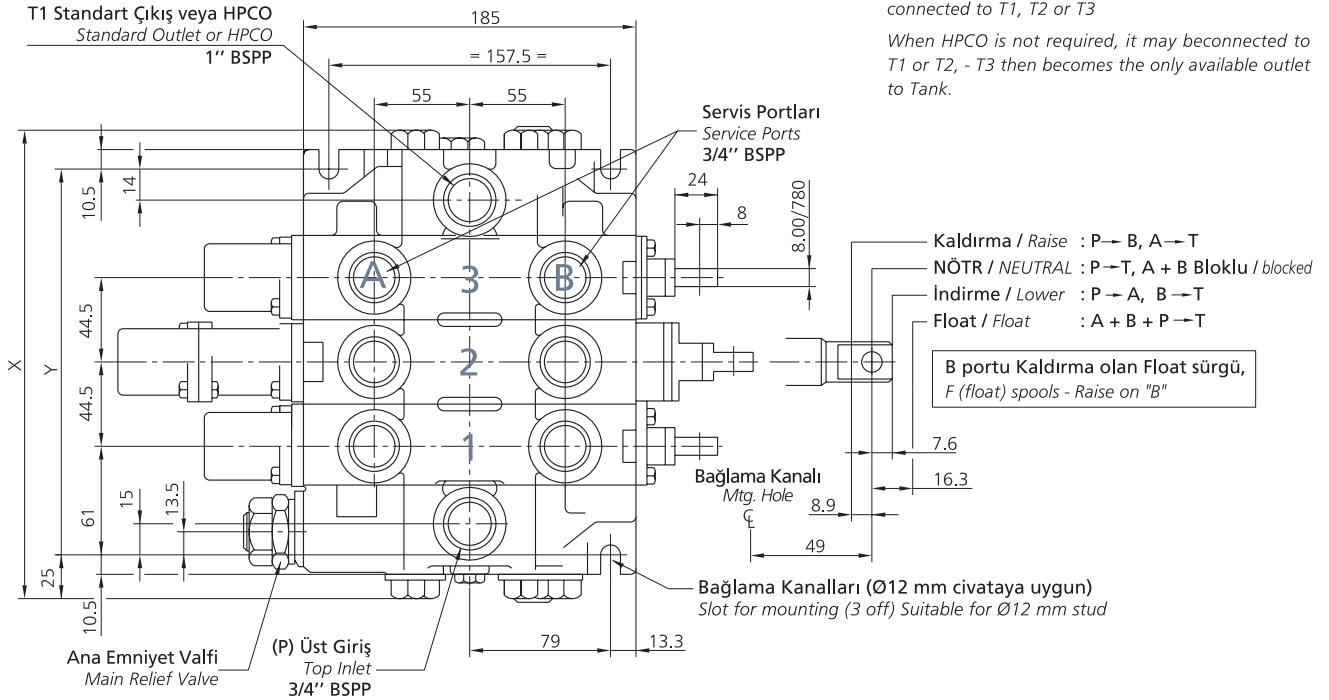 T1 Standart Çıkış veya HPCO
Standard Outlet or HPCO
1'' BSPP
185
= 157.5 =
55
55
connected to T1, T2 or T3
When HPCO is not required, it may beconnected to
T1 or T2, - T3 then becomes the only available outlet
to Tank.
Servis Portları
Service Ports
3/4'' BSPP
10.5
14
24
8
8.00/780
A
3
B
2
1
X
Y
44.5
44.5
61
15
13.5
25
10.5
Kaldırma / Raise : P→ B, A→T
NÖTR / NEUTRAL : P→T, A + B Bloklu / blocked
İndirme / Lower : P→ A, B→T
Float / Float : A + B + P→T
B portu Kaldırma olan Float sürgü,
F (float) spools - Raise on "B"
7.6
16.3
8.9
49
Bağlama Kanalı
Mtg. Hole
℄
Bağlama Kanalları (Ø12 mm civataya uygun)
Slot for mounting (3 off) Suitable for Ø12 mm stud
79
13.3
Ana Emniyet Valfi
Main Relief Valve
(P) Üst Giriş
Top Inlet
3/4'' BSPP